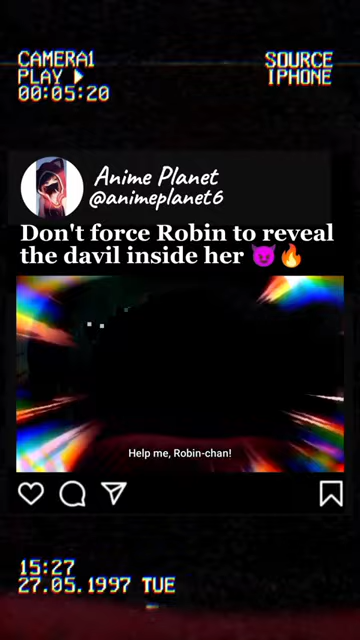 CAMERA1
PLAY
00:05:20
SOURCE
IPHONE
Anime Planet
@animeplanet6
Don't force Robin to reveal
the davil inside her 😈🔥
Help me, Robin-chan!
15:27
27.05.1997 TUE